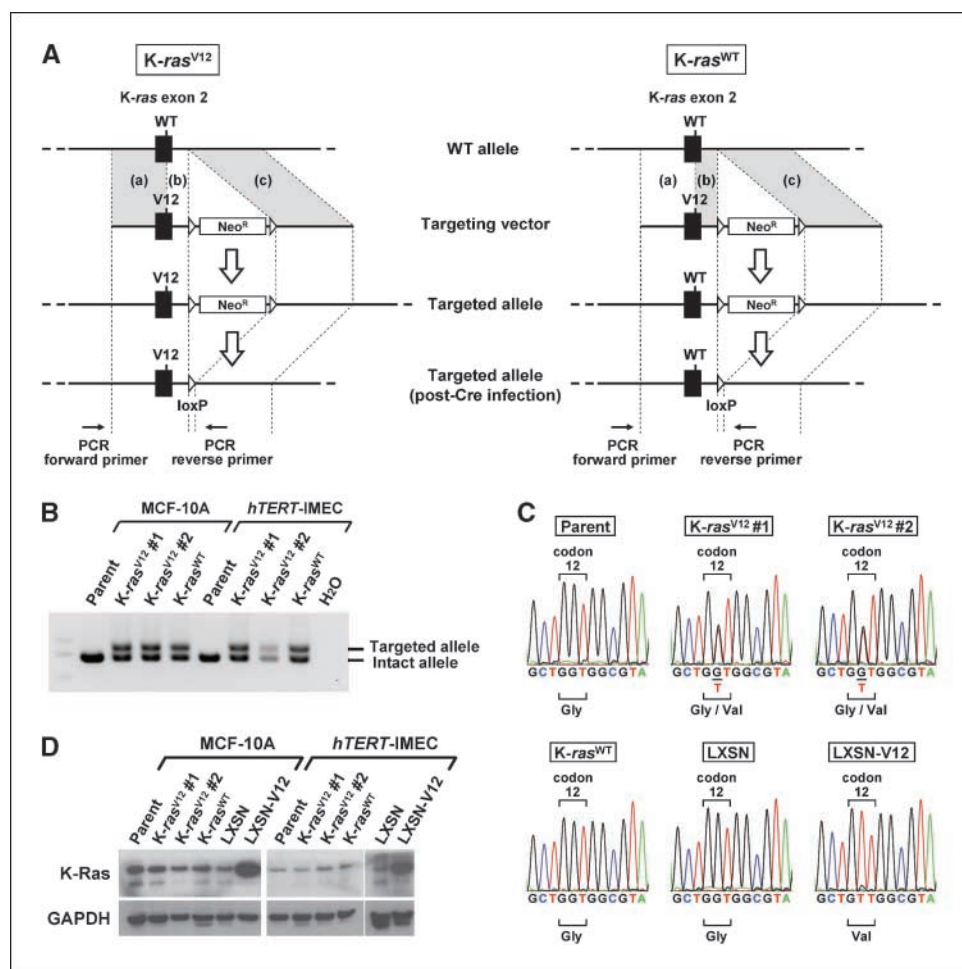 A
K-ras^V12
K-ras exon 2
WT
(a)
(b)
(c)
V12
Neo^R
V12
Neo^R
V12
loxP
PCR
forward primer
PCR
reverse primer
WT allele
Targeting vector
Targeted allele
Targeted allele
(post-Cre infection)
K-ras^WT
K-ras exon 2
WT
(a)
(b)
(c)
V12
Neo^R
WT
Neo^R
WT
loxP
PCR
forward primer
PCR
reverse primer
B
MCF-10A
hTERT-IMEC
Parent
K-ras^V12 #1
K-ras^V12 #2
K-ras^WT
Parent
K-ras^V12 #1
K-ras^V12 #2
K-ras^WT
H2O
Targeted allele
Intact allele
C
Parent
codon
12
GCTGGTGGCGTA
Gly
K-ras^V12 #1
codon
12
GCTGGTGGCGTA
T
Gly / Val
K-ras^V12 #2
codon
12
GCTGGTGGCGTA
T
Gly / Val
K-ras^WT
codon
12
GCTGGTGGCGTA
Gly
LXSN
codon
12
GCTGGTGGCGTA
Gly
LXSN-V12
codon
12
GCTGTTGGCGTA
Val
D
MCF-10A
hTERT-IMEC
Parent
K-ras^V12 #1
K-ras^V12 #2
K-ras^WT
LXSN
LXSN-V12
Parent
K-ras^V12 #1
K-ras^V12 #2
K-ras^WT
LXSN
LXSN-V12
K-Ras
GAPDH